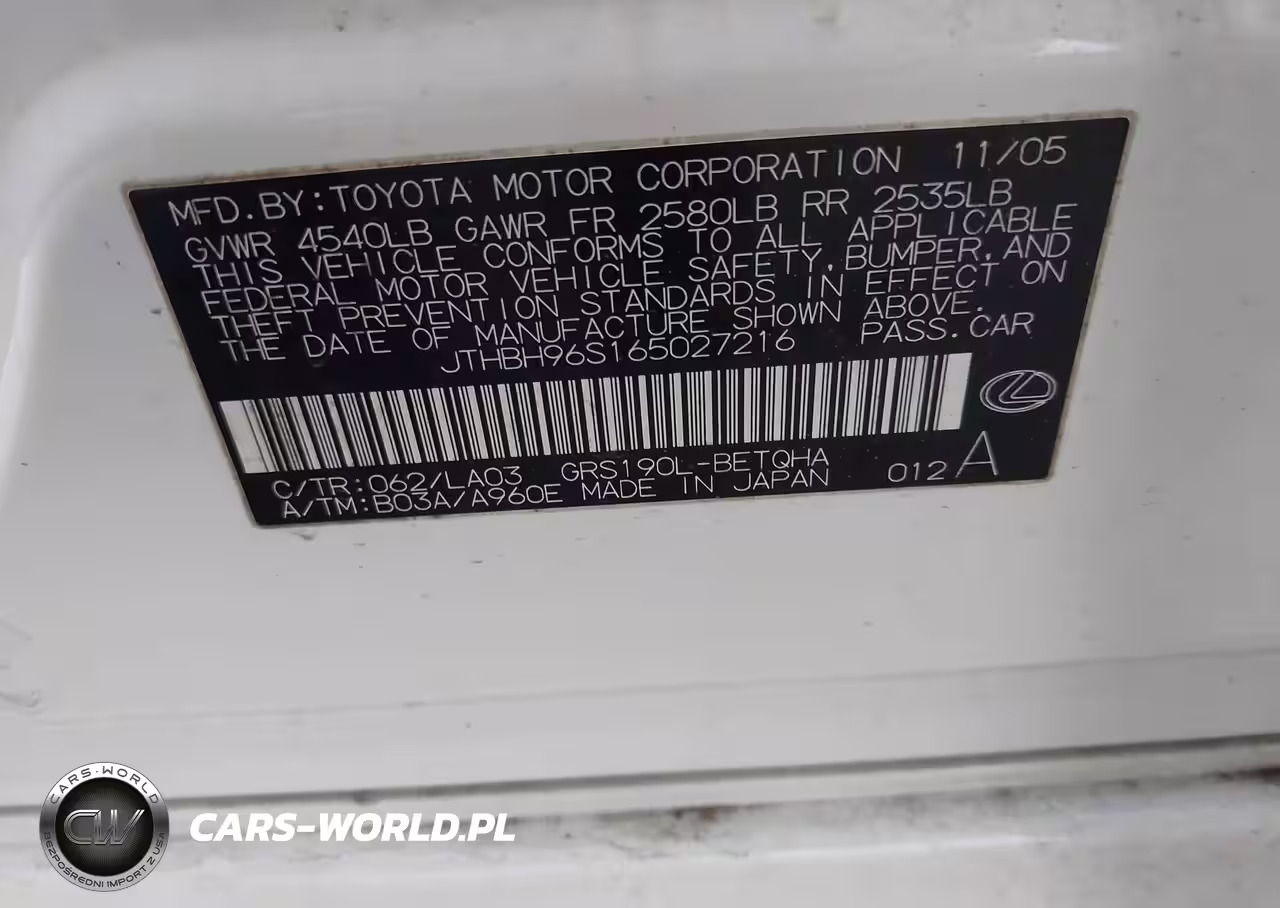 MFD.BY:TOYOTA MOTOR CORPORATION 11/05
GVWR 4540LB GAWR FR 2580LB RR 2535LB
THIS VEHICLE CONFORMS TO ALL APPLICABLE
FEDERAL MOTOR VEHICLE SAFETY,BUMPER,AND
THEFT PREVENTION STANDARDS IN EFFECT ON
THE DATE OF MANUFACTURE SHOWN ABOVE.
JTHBH96S165027216 PASS.CAR
C/TR:062/LA03 GRS190L-BETQHA
A/TM:B03A/A960E MADE IN JAPAN 012 A
CARS-WORLD
CW
BEZPOŚREDNI IMPORT Z USA
CARS-WORLD.PL